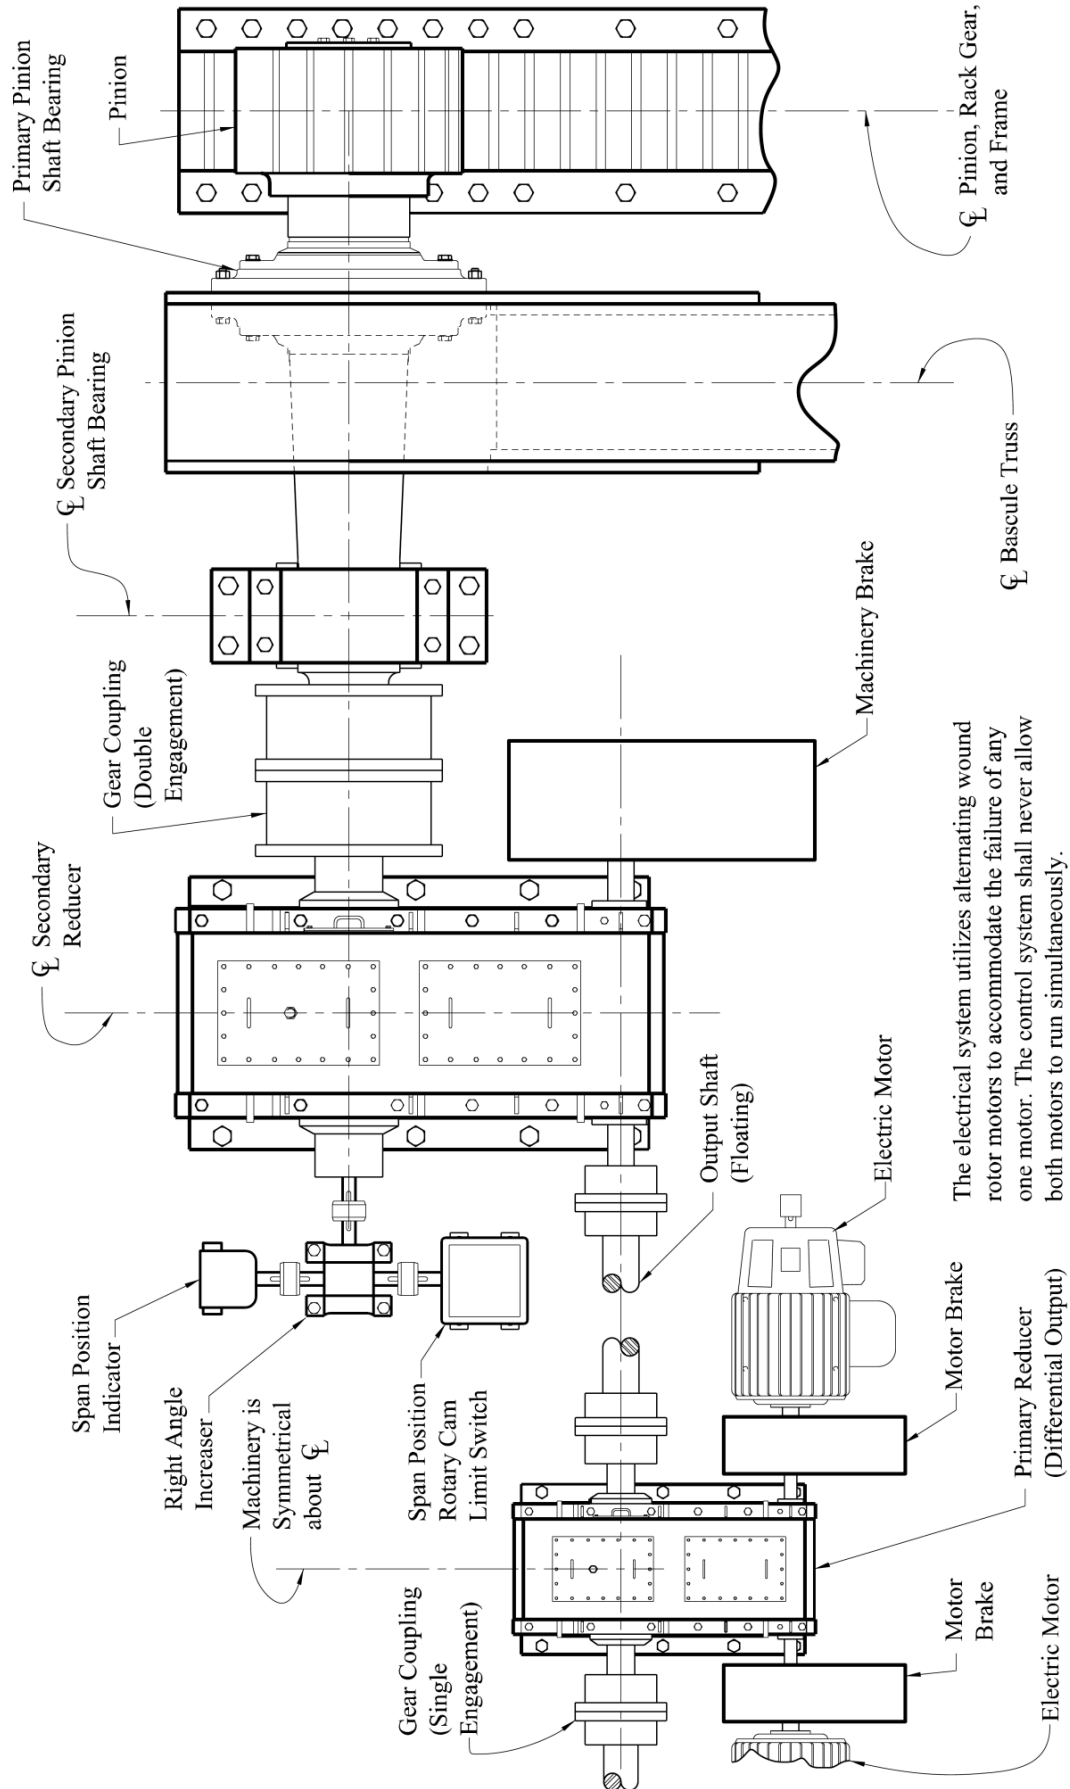 Primary Pinion
Shaft Bearing
Pinion
℄ Pinion, Rack Gear,
and Frame
℄ Secondary Pinion
Shaft Bearing
℄ Bascule Truss
Gear Coupling
(Double
Engagement)
Machinery Brake
℄ Secondary
Reducer
Output Shaft
(Floating)
Electric Motor
The electrical system utilizes alternating wound
rotor motors to accommodate the failure of any
one motor. The control system shall never allow
both motors to run simultaneously.
Span Position
Indicator
Right Angle
Increaser
Machinery is
Symmetrical
about ℄
Span Position
Rotary Cam
Limit Switch
Motor Brake
Primary Reducer
(Differential Output)
Gear Coupling
(Single
Engagement)
Motor
Brake
Electric Motor